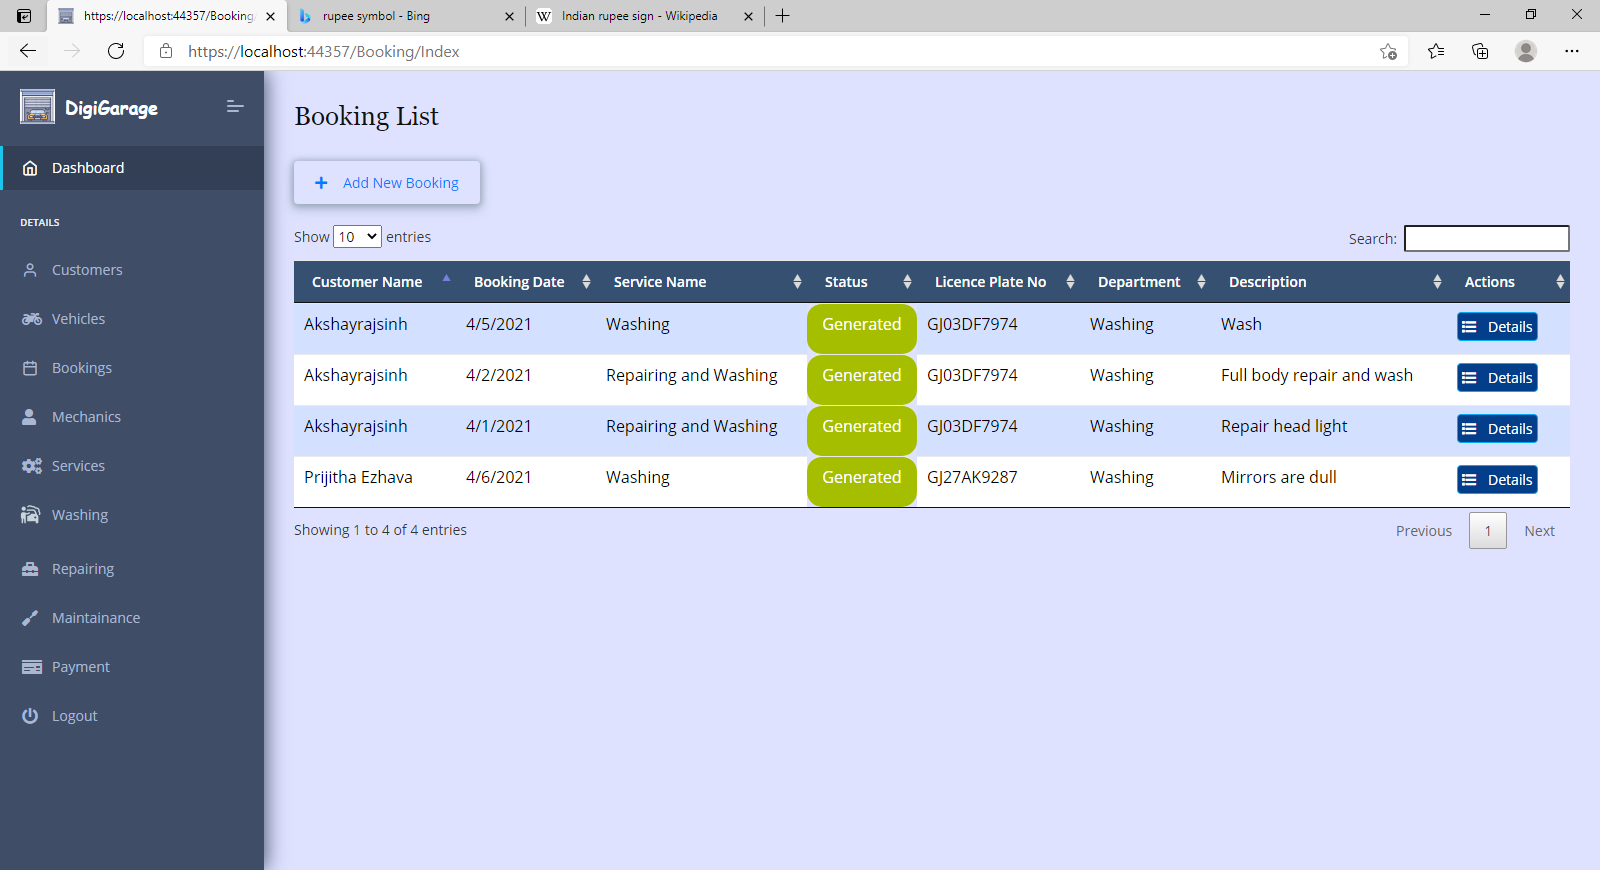 https://localhost:44357/Booking
rupee symbol - Bing
Indian rupee sign - Wikipedia
https://localhost:44357/Booking/Index
DigiGarage
Dashboard
DETAILS
Customers
Vehicles
Bookings
Mechanics
Services
Washing
Repairing
Maintainance
Payment
Logout
Booking List
+ Add New Booking
Show 10 entries
Search:
Customer Name Booking Date Service Name Status Licence Plate No Department Description Actions
Akshayrajsinh 4/5/2021 Washing Generated GJ03DF7974 Washing Wash Details
Akshayrajsinh 4/2/2021 Repairing and Washing Generated GJ03DF7974 Washing Full body repair and wash Details
Akshayrajsinh 4/1/2021 Repairing and Washing Generated GJ03DF7974 Washing Repair head light Details
Prijitha Ezhava 4/6/2021 Washing Generated GJ27AK9287 Washing Mirrors are dull Details
Showing 1 to 4 of 4 entries
Previous 1 Next